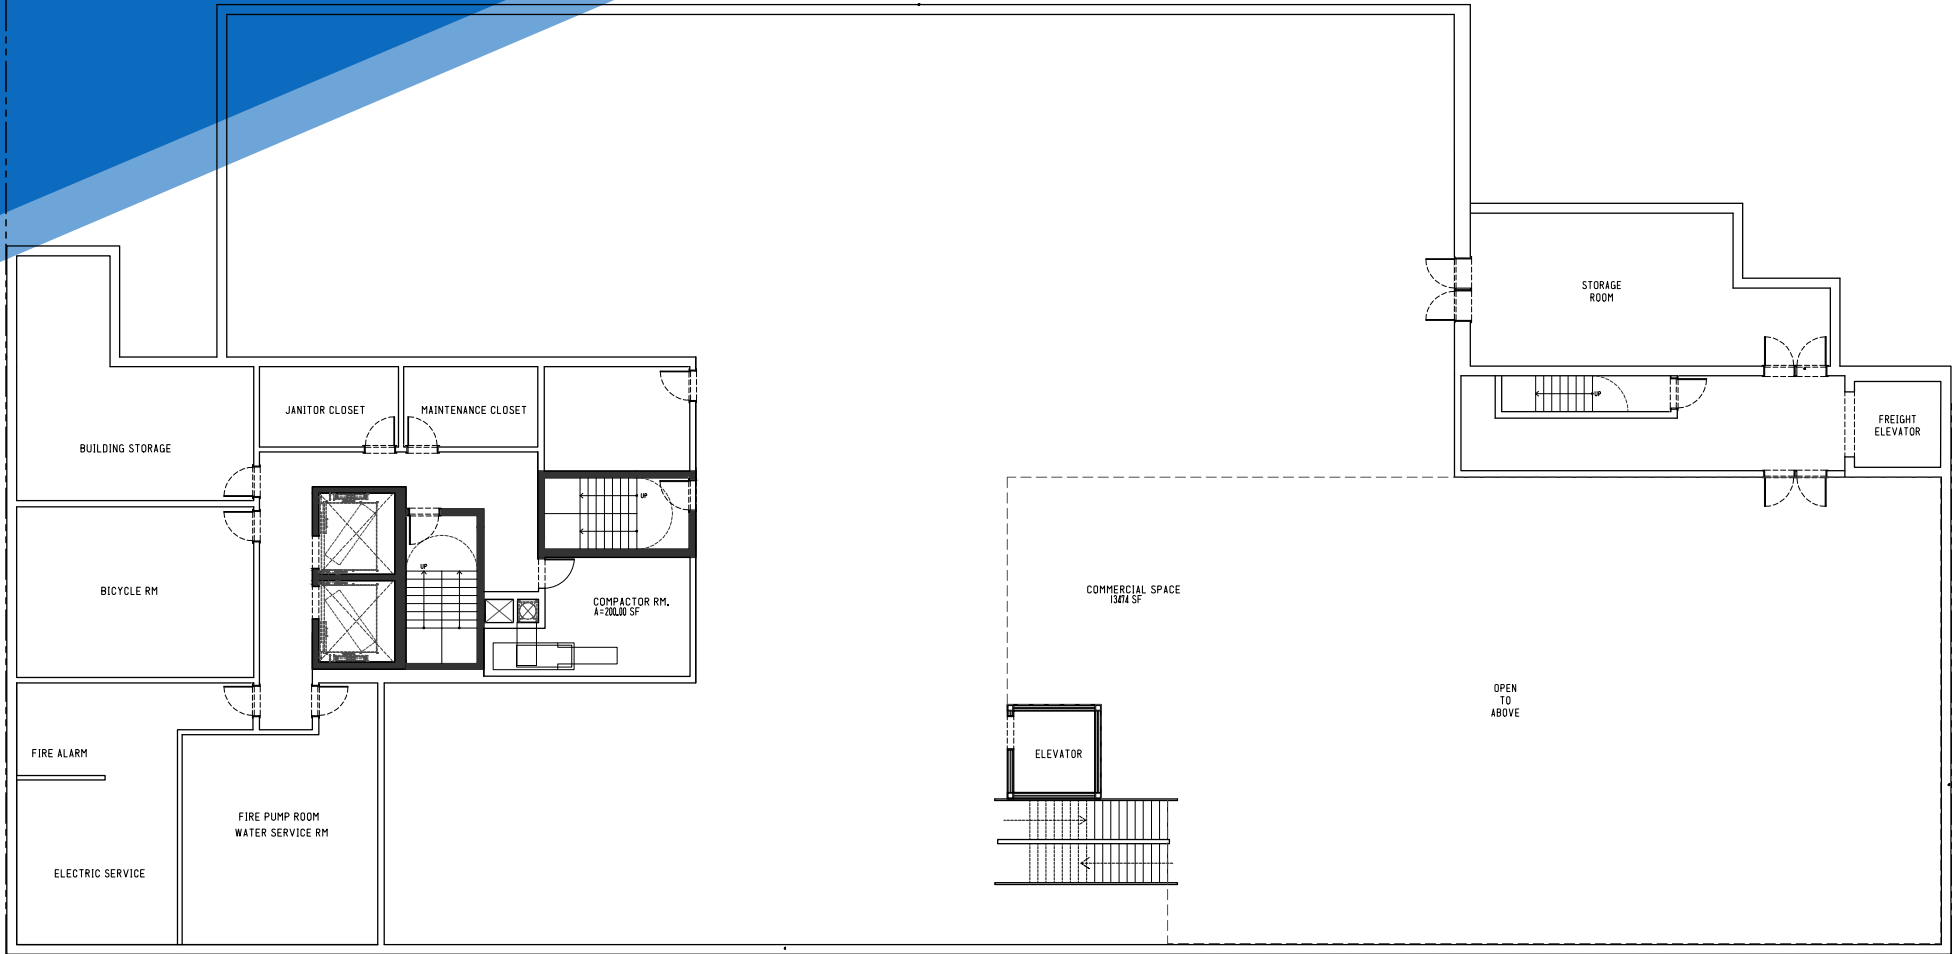 STORAGE
ROOM
JANITOR CLOSET
MAINTENANCE CLOSET
UP
FREIGHT
ELEVATOR
BUILDING STORAGE
UP
UP
BICYCLE RM
COMPACTOR RM.
A=200.00 SF
COMMERCIAL SPACE
13474 SF
OPEN
TO
ABOVE
FIRE ALARM
ELEVATOR
FIRE PUMP ROOM
WATER SERVICE RM
ELECTRIC SERVICE